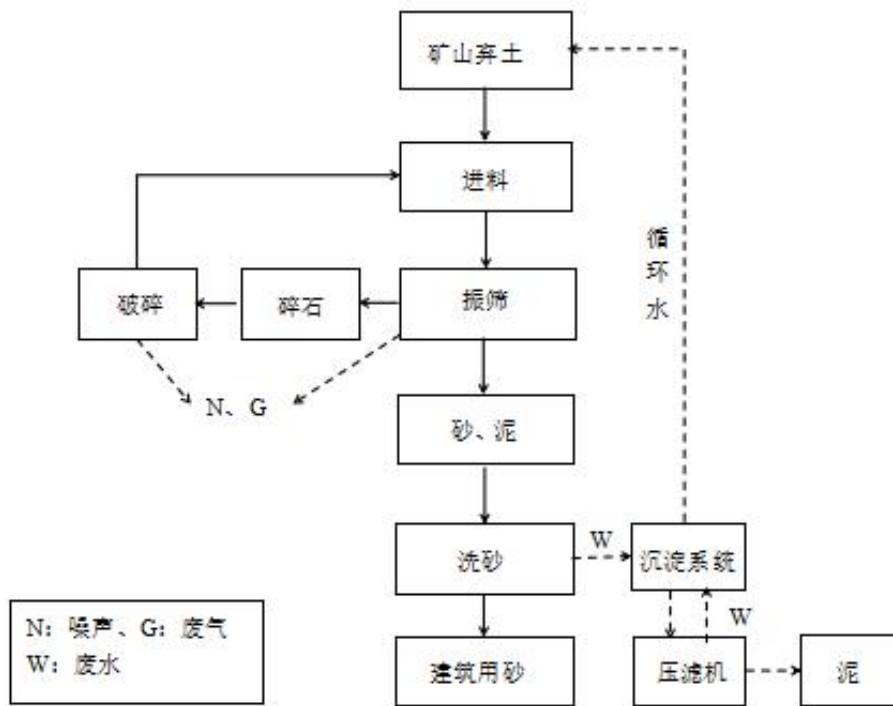 矿山弃土
进料
循环水
破碎
碎石
振筛
N、G
砂、泥
洗砂
W
沉淀系统
W
N：噪声、G：废气
W：废水
建筑用砂
压滤机
泥